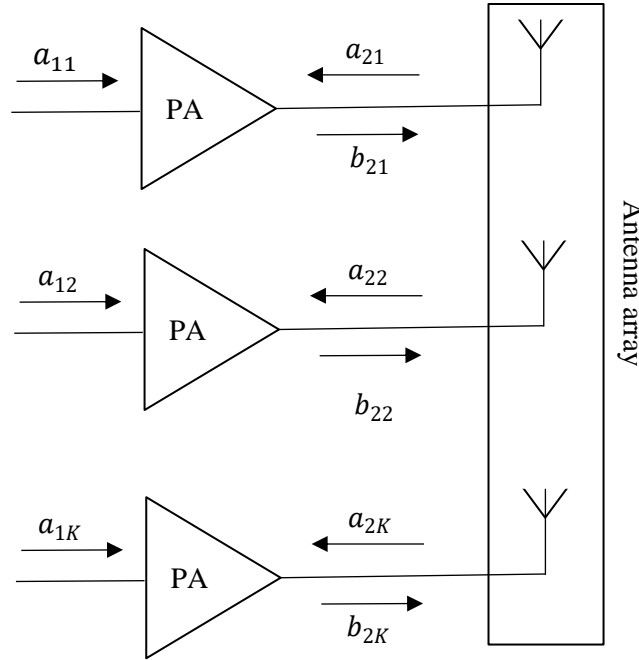 a₁₁
a₂₁
PA
b₂₁
a₁₂
a₂₂
PA
b₂₂
a₁K
a₂K
PA
b₂K
Antenna array